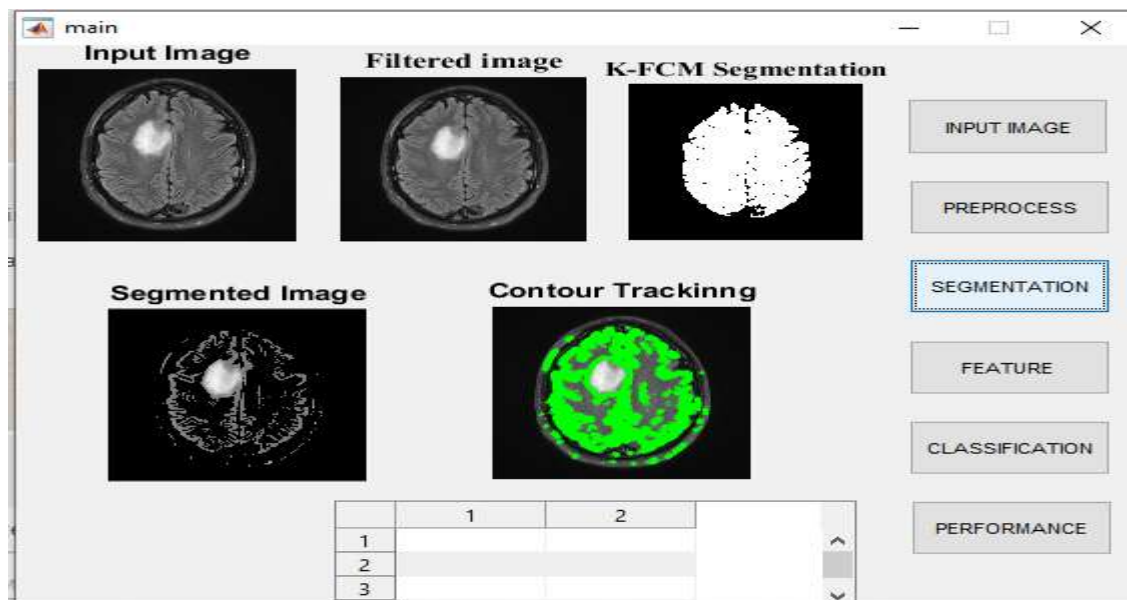 main
Input Image
Filtered image
K-FCM Segmentation
INPUT IMAGE
PREPROCESS
Segmented Image
Contour Trackinng
SEGMENTATION
FEATURE
CLASSIFICATION
1 2
1
2
3
PERFORMANCE